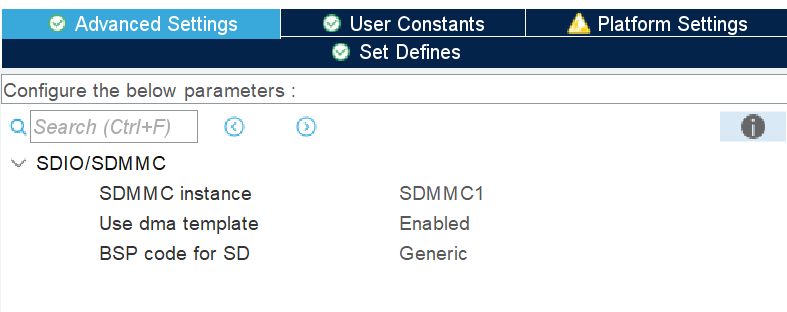 Advanced Settings User Constants Platform Settings
Set Defines
Configure the below parameters :
Search (Ctrl+F)
SDIO/SDMMC
SDMMC instance SDMMC1
Use dma template Enabled
BSP code for SD Generic